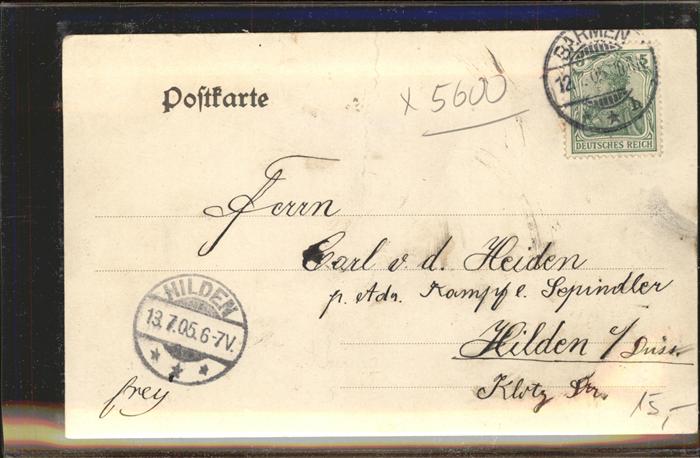 Postkarte
x 5600
BARMEN
12
DEUTSCHES REICH
Herrn
Carl v. d. Heiden
p. Adr. Kampf e. Spindler
Hilden
Klotz Str.
HILDEN
13.7.05.6-7V.
frey
15,-